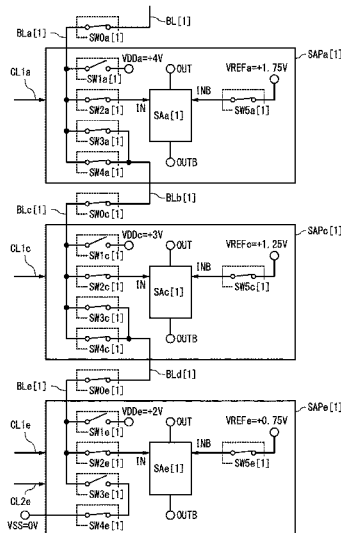 BLa[1]
BL[1]
SW0a[1]
SAPa[1]
VDDa=+4V
OUT
VREFa=+1.75V
CL1a
SW1a[1]
INB
SW2a[1]
IN
SAa[1]
SW5a[1]
SW3a[1]
OUTB
SW4a[1]
BLb[1]
BLc[1]
SW0c[1]
SAPc[1]
VDDc=+3V
OUT
VREFc=+1.25V
CL1c
SW1c[1]
INB
SW2c[1]
IN
SAc[1]
SW5c[1]
SW3c[1]
OUTB
SW4c[1]
BLd[1]
BLe[1]
SW0e[1]
SAPe[1]
VDDe=+2V
OUT
VREFe=+0.75V
CL1e
SW1e[1]
INB
SW2e[1]
IN
SAe[1]
SW5e[1]
CL2e
SW3e[1]
OUTB
VSS=0V
SW4e[1]